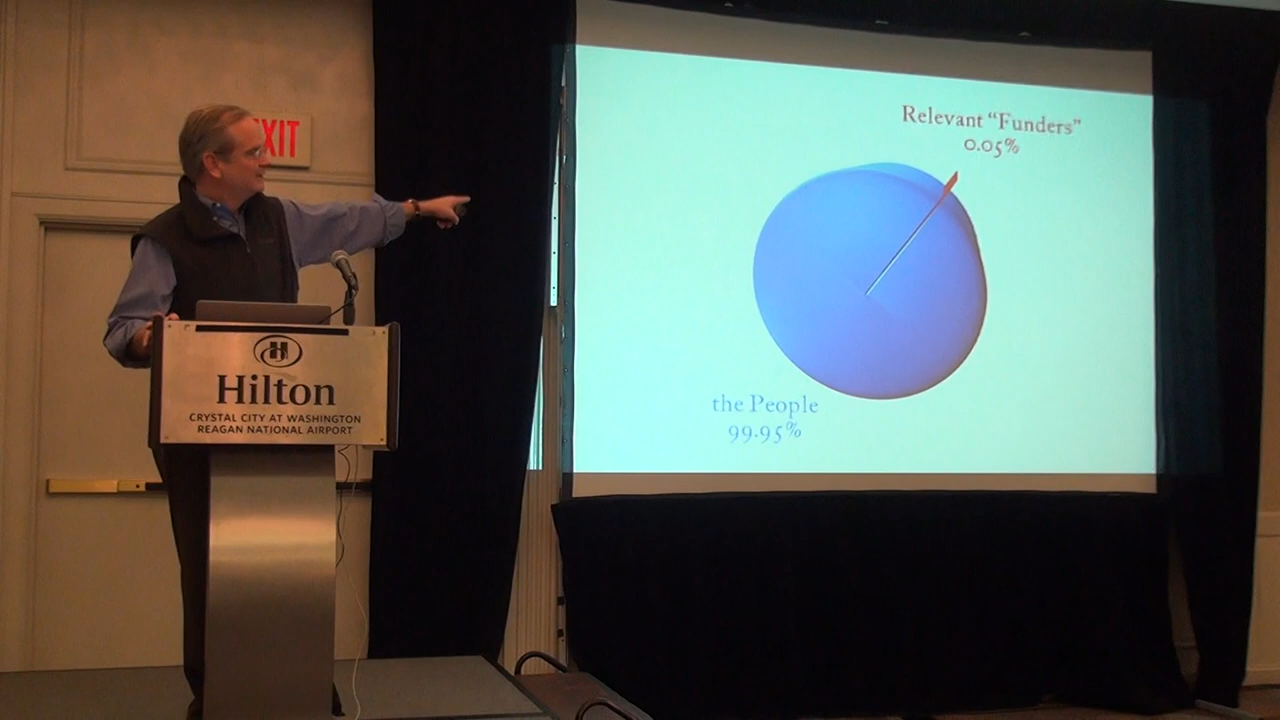 EXIT
Relevant “Funders”
0.05%
Hilton
CRYSTAL CITY AT WASHINGTON
REAGAN NATIONAL AIRPORT
the People
99.95%